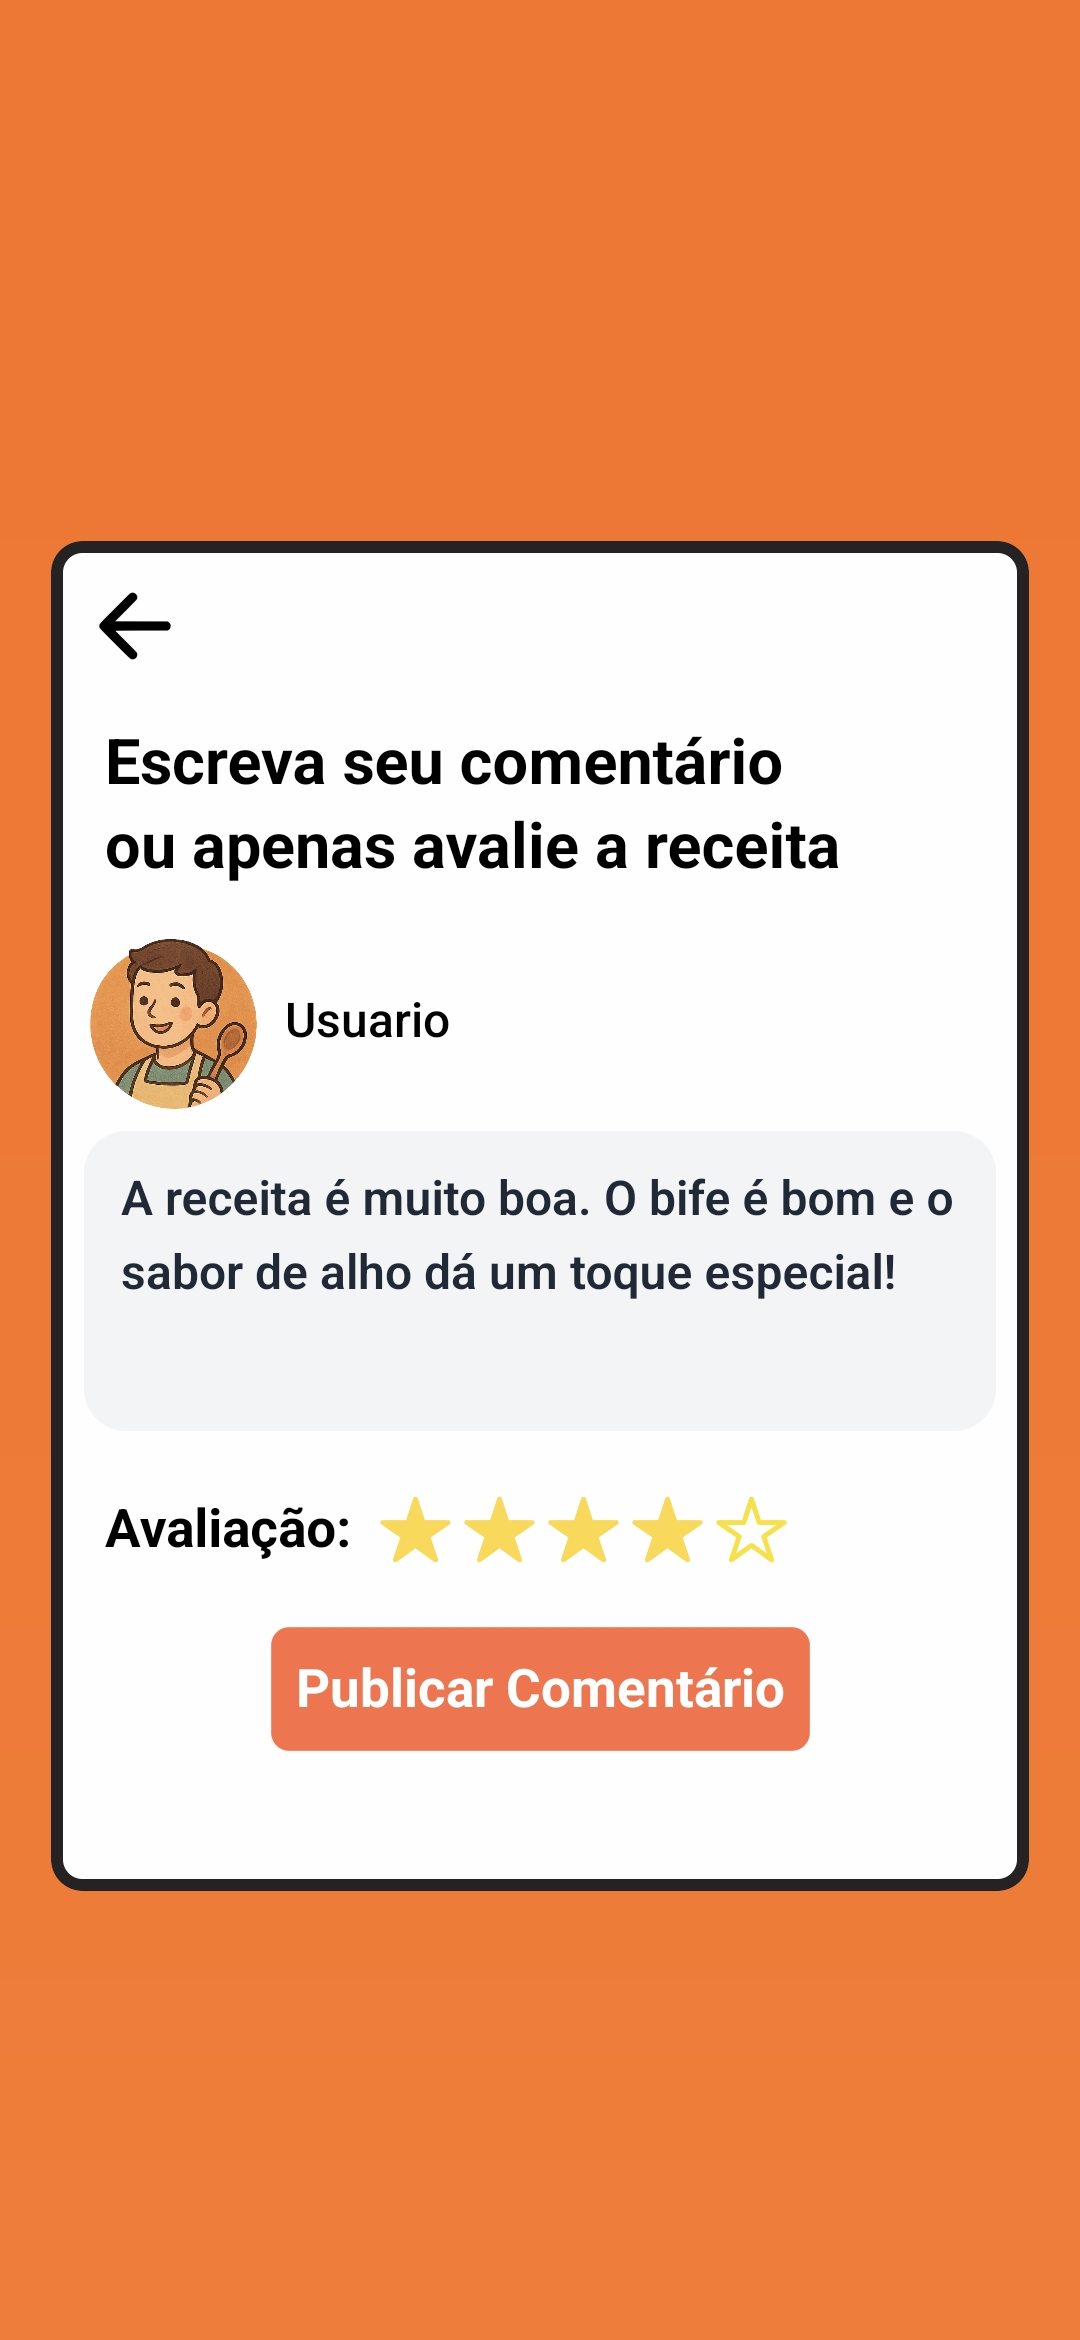 Escreva seu comentário
ou apenas avalie a receita
Usuario
A receita é muito boa. O bife é bom e o
sabor de alho dá um toque especial!
Avaliação:
Publicar Comentário